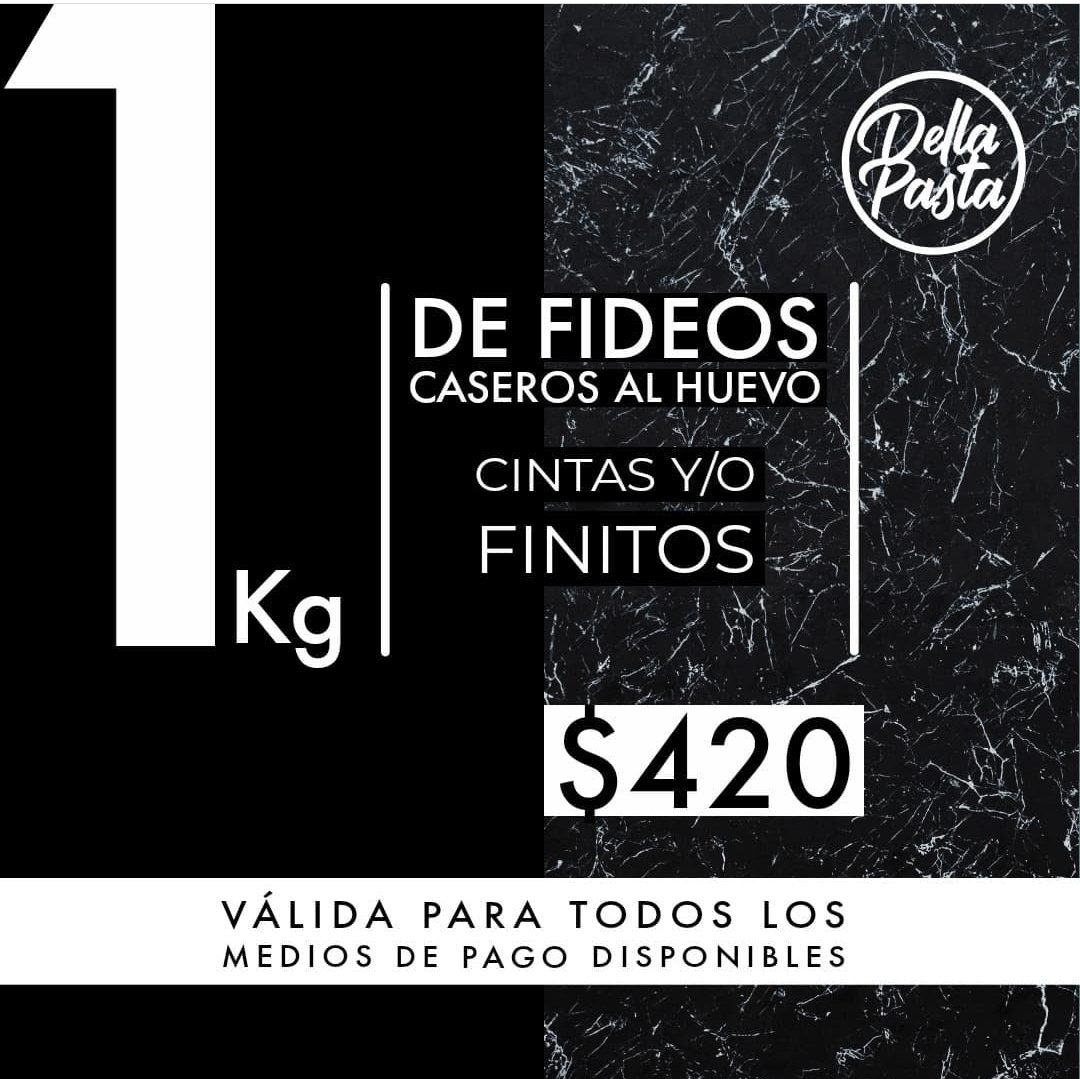 Della
Pasta
1 Kg
DE FIDEOS
CASEROS AL HUEVO
CINTAS Y/O
FINITOS
$420
VÁLIDA PARA TODOS LOS
MEDIOS DE PAGO DISPONIBLES